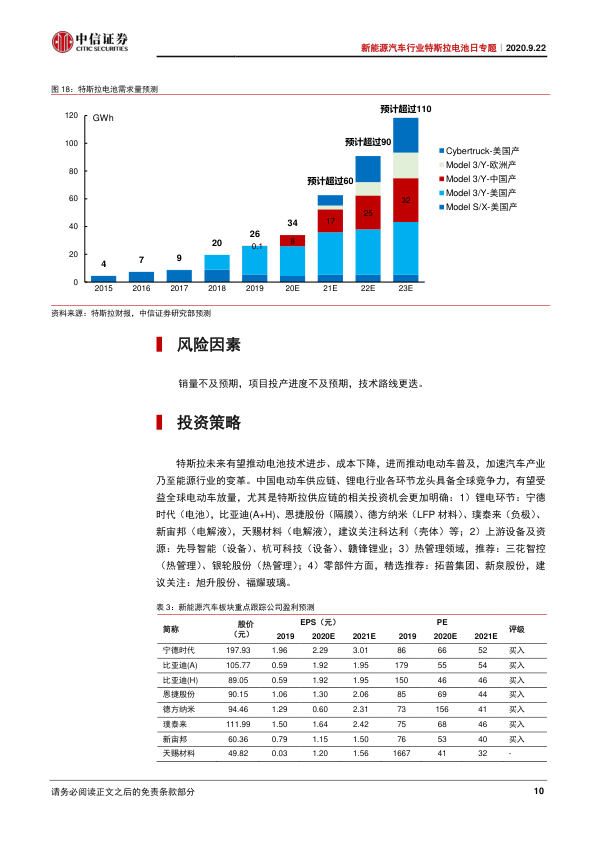 中信证券
CITIC SECURITIES
新能源汽车行业特斯拉电池日专题｜2020.9.22
图 18：特斯拉电池需求量预测
GWh
120
100
80
60
40
20
0
4
7
9
20
26
0.1
34
8
预计超过60
17
预计超过90
25
预计超过110
32
2015 2016 2017 2018 2019 20E 21E 22E 23E
Cybertruck-美国产
Model 3/Y-欧洲产
Model 3/Y-中国产
Model 3/Y-美国产
Model S/X-美国产
资料来源：特斯拉财报，中信证券研究部预测
风险因素
销量不及预期，项目投产进度不及预期，技术路线更迭。
投资策略
特斯拉未来有望推动电池技术进步、成本下降，进而推动电动车普及，加速汽车产业
乃至能源行业的变革。中国电动车供应链、锂电行业各环节龙头具备全球竞争力，有望受
益全球电动车放量，尤其是特斯拉供应链的相关投资机会更加明确：1）锂电环节：宁德
时代（电池），比亚迪(A+H)、恩捷股份（隔膜）、德方纳米（LFP 材料）、璞泰来（负极）、
新宙邦（电解液），天赐材料（电解液），建议关注科达利（壳体）等；2）上游设备及资
源：先导智能（设备）、杭可科技（设备）、赣锋锂业；3）热管理领域，推荐：三花智控
（热管理）、银轮股份（热管理）；4）零部件方面，精选推荐：拓普集团、新泉股份，建
议关注：旭升股份、福耀玻璃。
表 3：新能源汽车板块重点跟踪公司盈利预测
简称 股价（元） EPS（元） PE 评级
2019 2020E 2021E 2019 2020E 2021E
宁德时代 197.93 1.96 2.29 3.01 86 66 52 买入
比亚迪(A) 105.77 0.59 1.92 1.95 179 55 54 买入
比亚迪(H) 89.05 0.59 1.92 1.95 150 46 46 买入
恩捷股份 90.15 1.06 1.30 2.06 85 69 44 买入
德方纳米 94.46 1.29 0.60 2.31 73 156 41 买入
璞泰来 111.99 1.50 1.64 2.42 75 68 46 买入
新宙邦 60.36 0.79 1.15 1.50 76 53 40 买入
天赐材料 49.82 0.03 1.20 1.56 1667 41 32 -
请务必阅读正文之后的免责条款部分
10